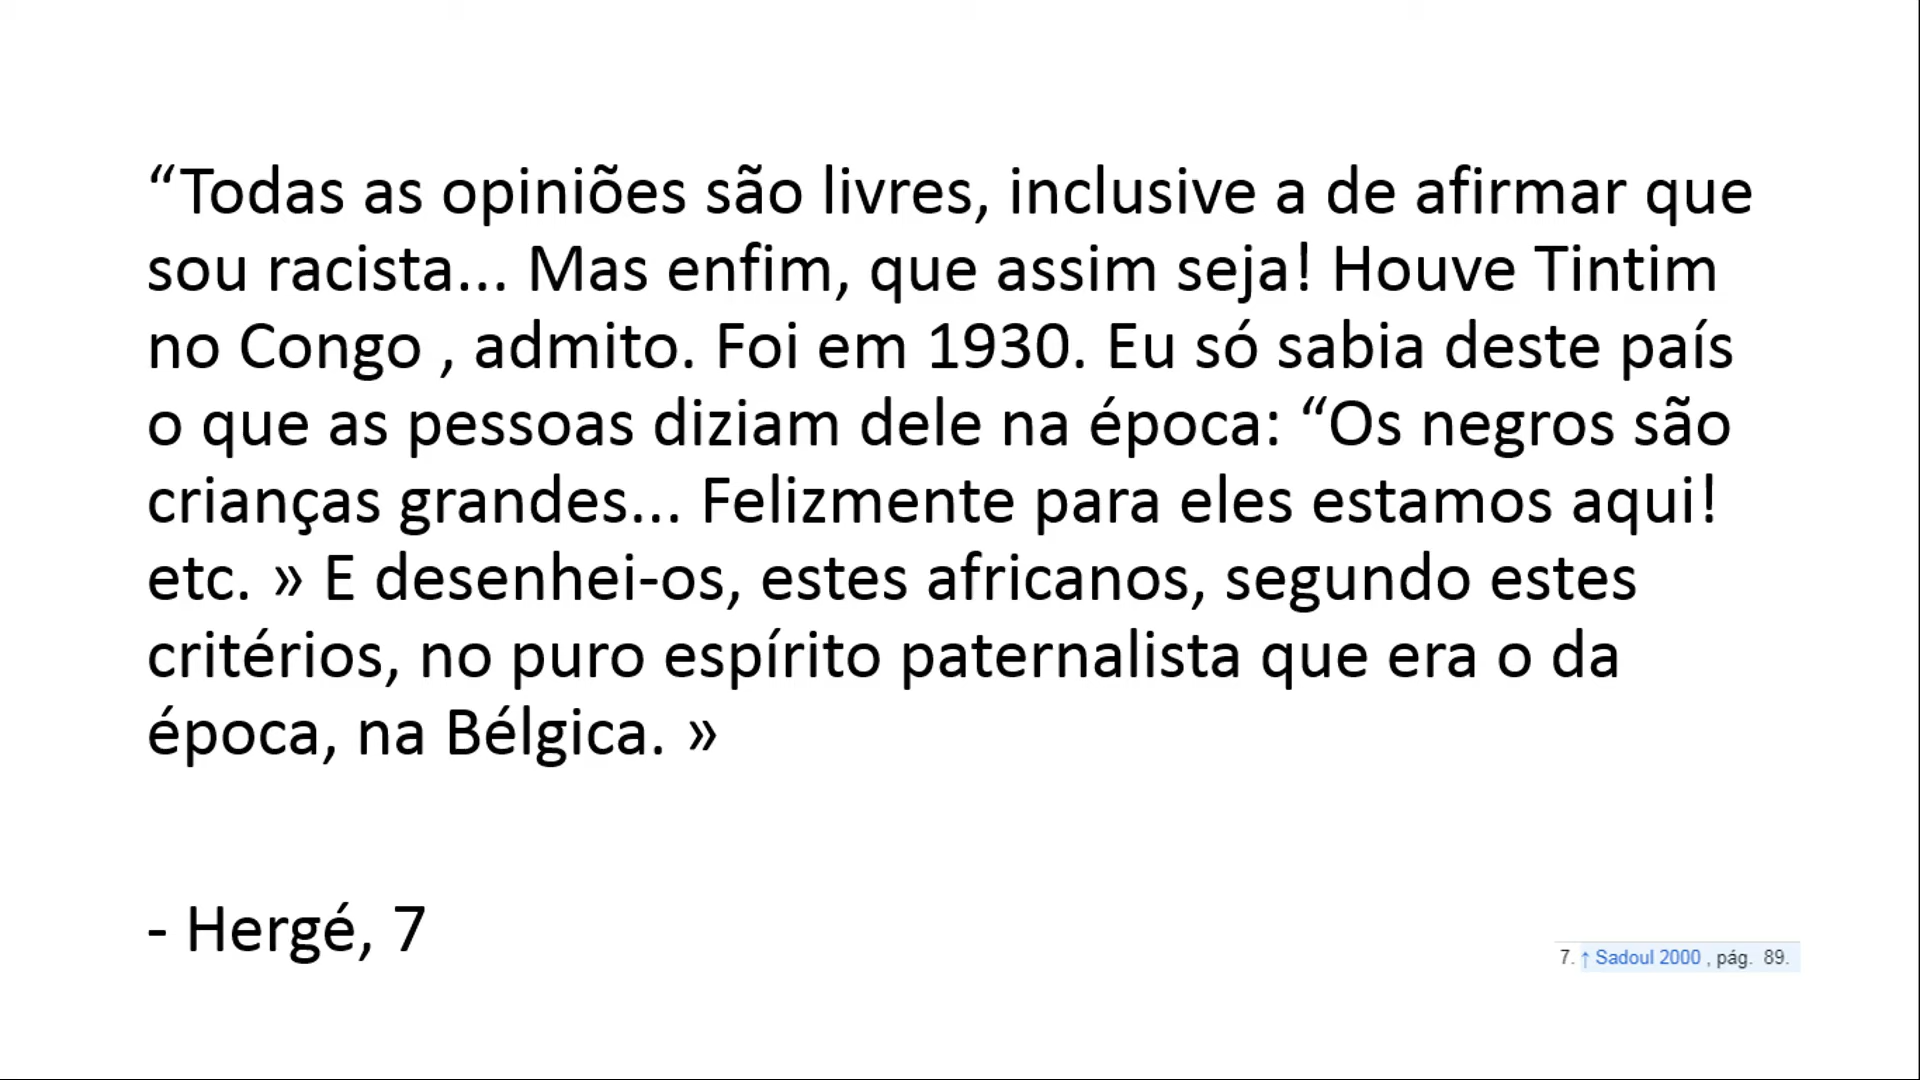 “Todas as opiniões são livres, inclusive a de afirmar que
sou racista... Mas enfim, que assim seja! Houve Tintim
no Congo , admito. Foi em 1930. Eu só sabia deste país
o que as pessoas diziam dele na época: “Os negros são
crianças grandes... Felizmente para eles estamos aqui!
etc. » E desenhei-os, estes africanos, segundo estes
critérios, no puro espírito paternalista que era o da
época, na Bélgica. »
- Hergé, 7
7. ↑ Sadoul 2000 , pág. 89.